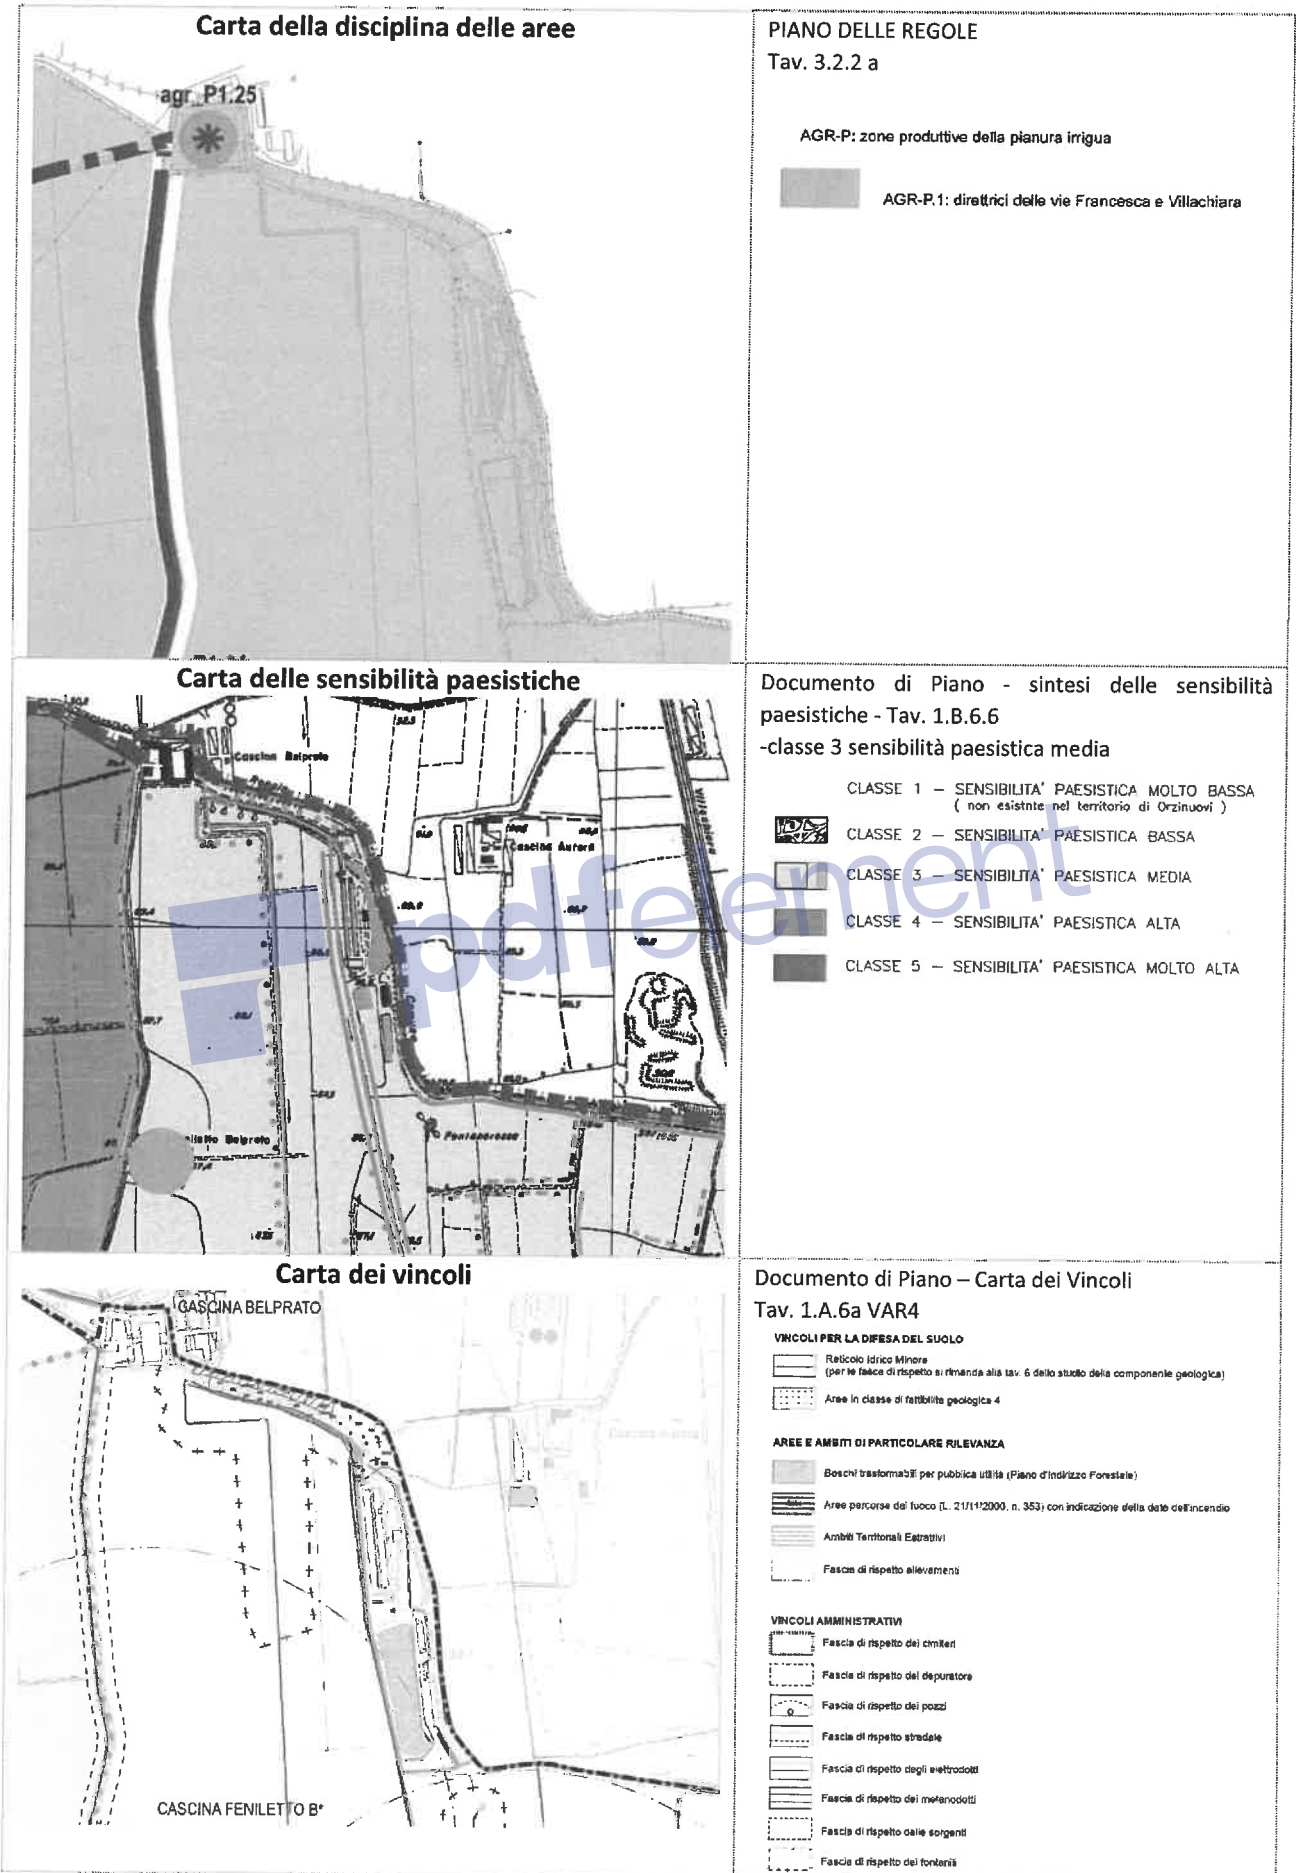 Carta della disciplina delle aree
agr_P1.25
PIANO DELLE REGOLE
Tav. 3.2.2 a
AGR-P: zone produttive della pianura irrigua
AGR-P.1: direttrici delle vie Francesca e Villachiara
Carta delle sensibilità paesistiche
Cascina Belprato
Cascina Aurora
Belprato
Documento di Piano - sintesi delle sensibilità
paesistiche - Tav. 1.B.6.6
-classe 3 sensibilità paesistica media
CLASSE 1 – SENSIBILITA' PAESISTICA MOLTO BASSA
( non esistnte nel territorio di Orzinuovi )
CLASSE 2 – SENSIBILITA' PAESISTICA BASSA
CLASSE 3 – SENSIBILITA' PAESISTICA MEDIA
CLASSE 4 – SENSIBILITA' PAESISTICA ALTA
CLASSE 5 – SENSIBILITA' PAESISTICA MOLTO ALTA
pdfelement
Carta dei vincoli
CASCINA BELPRATO
CASCINA FENILETTO B*
Documento di Piano – Carta dei Vincoli
Tav. 1.A.6a VAR4
VINCOLI PER LA DIFESA DEL SUOLO
Reticolo Idrico Minore
(per le fasce di rispetto si rimanda alla tav. 6 dello studio della componente geologica)
Aree in classe di fattibilità geologica 4
AREE E AMBITI DI PARTICOLARE RILEVANZA
Boschi trasformabili per pubblica utilità (Piano d'Indirizzo Forestale)
Aree percorse dal fuoco (L. 21/11/2000, n. 353) con indicazione della data dell'incendio
Ambiti Territoriali Estrattivi
Fascia di rispetto allevamenti
VINCOLI AMMINISTRATIVI
Fascia di rispetto dei cimiteri
Fascia di rispetto del depuratore
Fascia di rispetto dei pozzi
Fascia di rispetto stradale
Fascia di rispetto degli elettrodotti
Fascia di rispetto dei metanodotti
Fascia di rispetto delle sorgenti
Fascia di rispetto dei fontanili